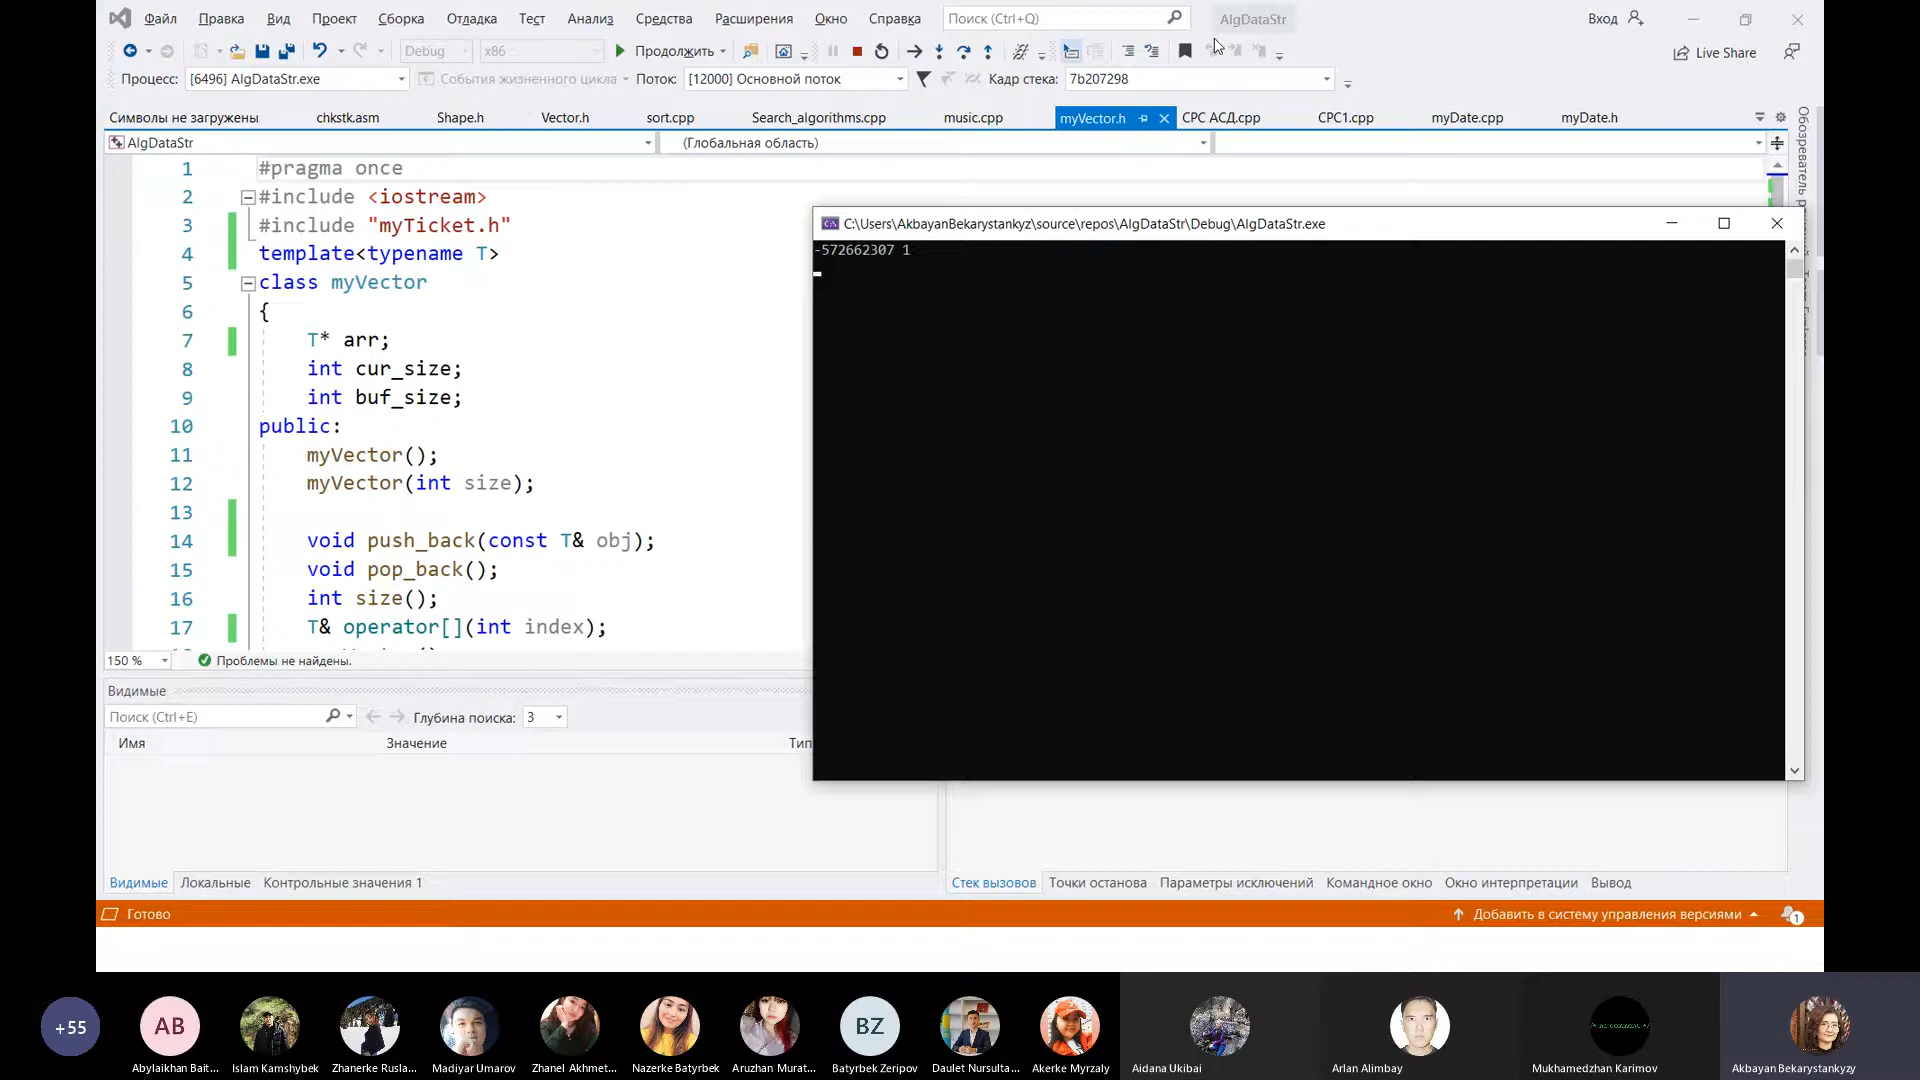 Файл Правка Вид Проект Сборка Отладка Тест Анализ Средства Расширения Окно Справка Поиск (Ctrl+Q) AlgDataStr Вход
Debug x86 Продолжить Live Share
Процесс: [6496] AlgDataStr.exe События жизненного цикла Поток: [12000] Основной поток Кадр стека: 7b207298
Символы не загружены chkstk.asm Shape.h Vector.h sort.cpp Search_algorithms.cpp music.cpp myVector.h СРС АСД.cpp СРС1.cpp myDate.cpp myDate.h
AlgDataStr (Глобальная область)
1 #pragma once
2 #include <iostream>
3 #include "myTicket.h"
4 template<typename T>
5 class myVector
6 {
7 T* arr;
8 int cur_size;
9 int buf_size;
10 public:
11 myVector();
12 myVector(int size);
13
14 void push_back(const T& obj);
15 void pop_back();
16 int size();
17 T& operator[](int index);
C:\Users\AkbayanBekarystankyz\source\repos\AlgDataStr\Debug\AlgDataStr.exe
-572662307 1
150 % Проблемы не найдены.
Видимые
Поиск (Ctrl+E) Глубина поиска: 3
Имя Значение Тип
Видимые Локальные Контрольные значения 1
Стек вызовов Точки останова Параметры исключений Командное окно Окно интерпретации Вывод
Готово Добавить в систему управления версиями 1
+55 AB BZ
Abylaikhan Bait... Islam Kamshybek Zhanerke Rusla... Madiyar Umarov Zhanel Akhmet... Nazerke Batyrbek Aruzhan Murat... Batyrbek Zeripov Daulet Nursulta... Akerke Myrzaly Aidana Ukibai Arlan Alimbay Mukhamedzhan Karimov Akbayan Bekarystankyzy